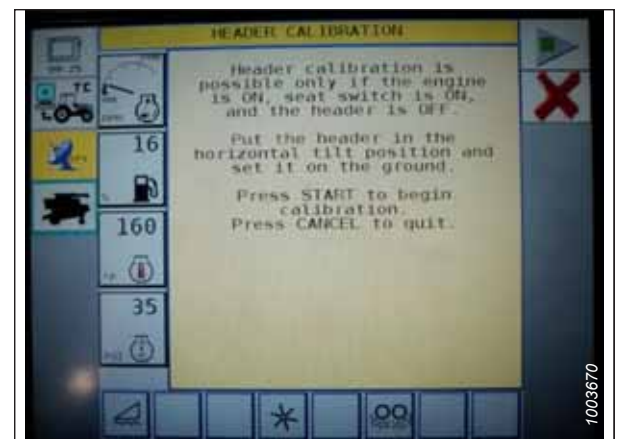 HEADER CALIBRATION
Header calibration is
possible only if the engine
is ON, seat switch is ON,
and the header is OFF.
Put the header in the
horizontal tilt position and
set it on the ground.
Press START to begin
calibration.
Press CANCEL to quit.
TC
16
160
35
1003670